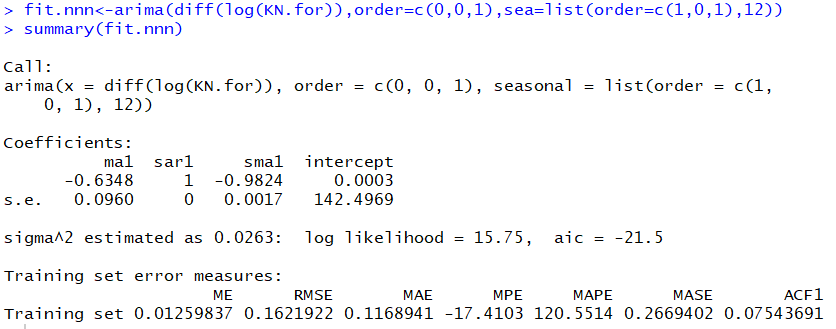 > fit.nnn<-arima(diff(log(KN.for)),order=c(0,0,1),sea=list(order=c(1,0,1),12))
> summary(fit.nnn)
Call:
arima(x = diff(log(KN.for)), order = c(0, 0, 1), seasonal = list(order = c(1,
    0, 1), 12))
Coefficients:
          ma1  sar1     sma1  intercept
      -0.6348     1  -0.9824     0.0003
s.e.   0.0960     0   0.0017   142.4969
sigma^2 estimated as 0.0263:  log likelihood = 15.75,  aic = -21.5
Training set error measures:
                     ME      RMSE       MAE      MPE     MAPE      MASE       ACF1
Training set 0.01259837 0.1621922 0.1168941 -17.4103 120.5514 0.2669402 0.07543691